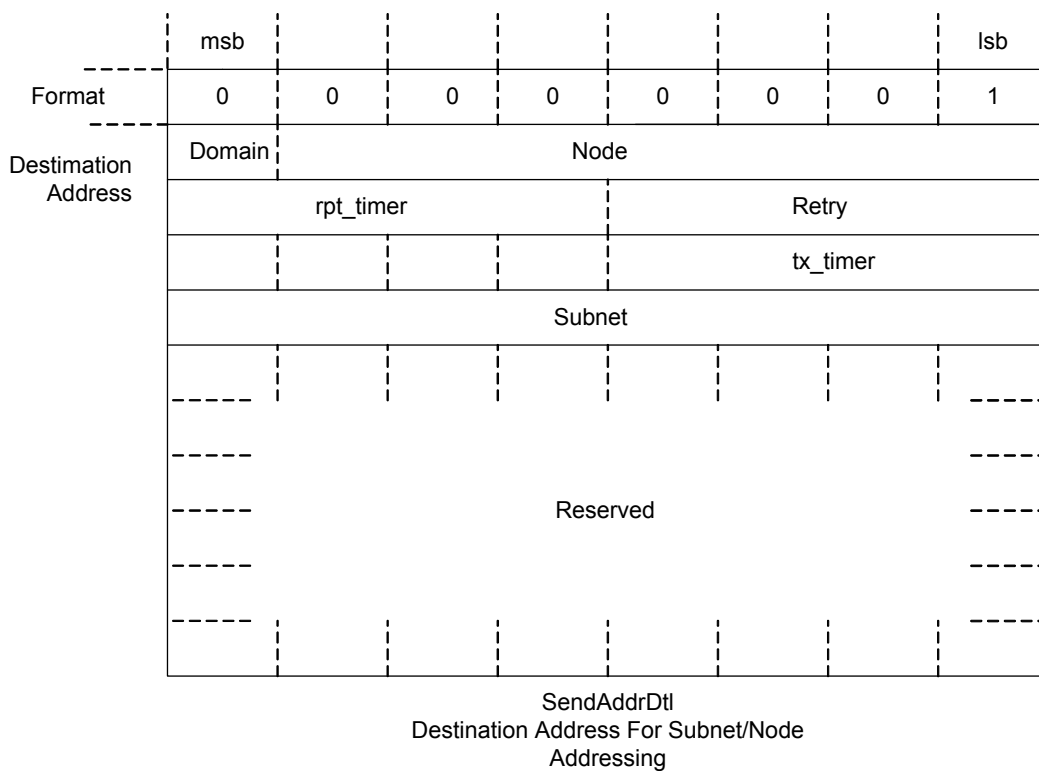 msb lsb
Format 0 0 0 0 0 0 0 1
Destimation
Address
Domain Node
rpt_timer Retry
tx_timer
Subnet
Reserved
SendAddrDtl
Destination Address For Subnet/Node
Addressing